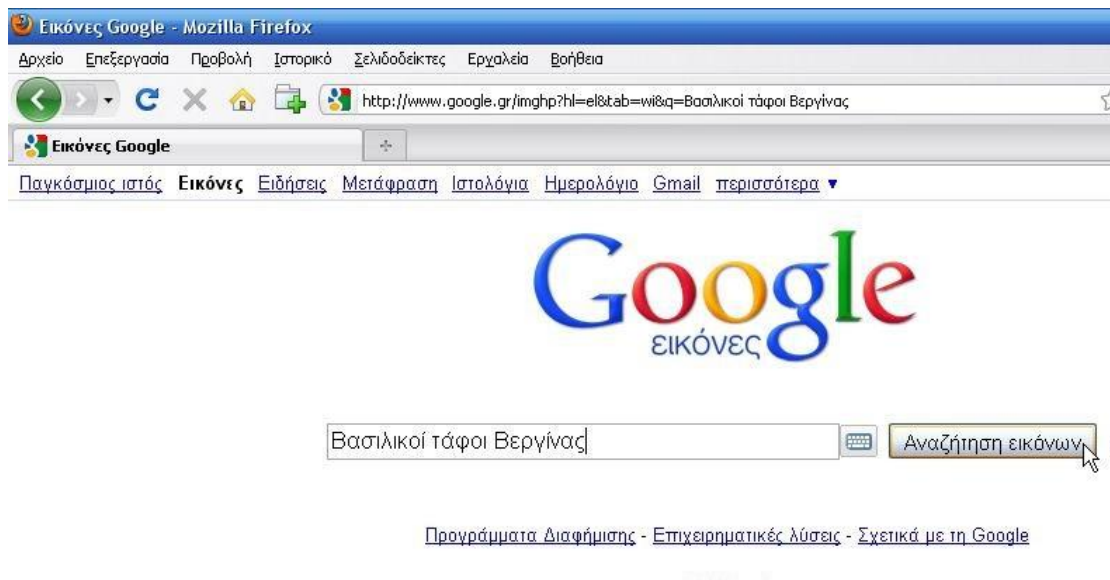 Εικόνες Google - Mozilla Firefox
Αρχείο Επεξεργασία Προβολή Ιστορικό Σελιδοδείκτες Εργαλεία Βοήθεια
http://www.google.gr/imghp?hl=el&tab=wi&q=Βασιλικοί τάφοι Βεργίνας
Εικόνες Google
Παγκόσμιος ιστός Εικόνες Ειδήσεις Μετάφραση Ιστολόγια Ημερολόγιο Gmail περισσότερα ▼
Google
εικόνες
Βασιλικοί τάφοι Βεργίνας Αναζήτηση εικόνων
Προγράμματα Διαφήμισης - Επιχειρηματικές λύσεις - Σχετικά με τη Google